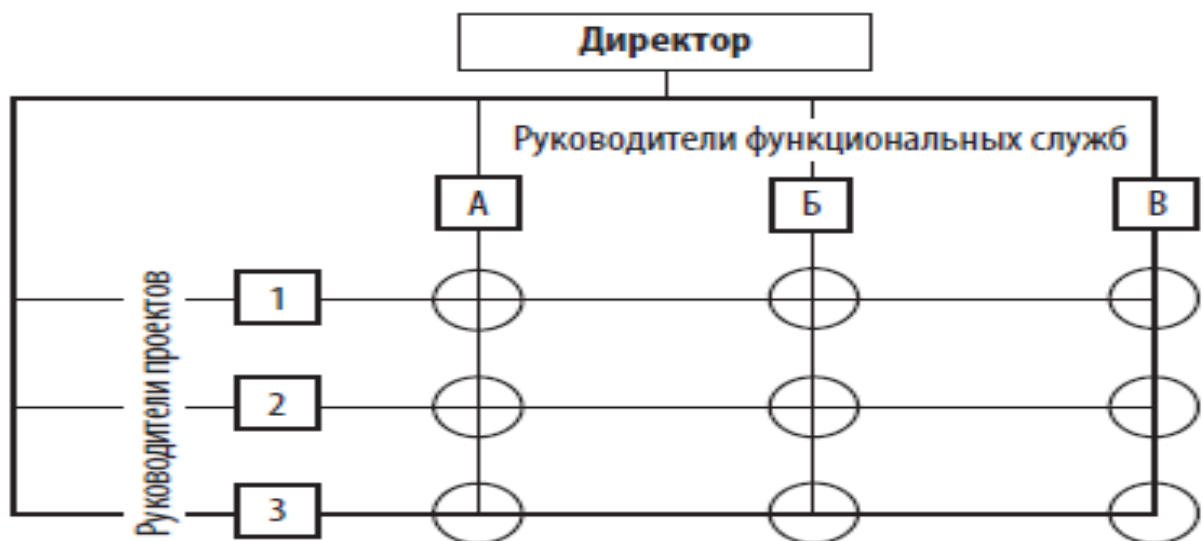 Директор
Руководители функциональных служб
А
Б
В
Руководители проектов
1
2
3